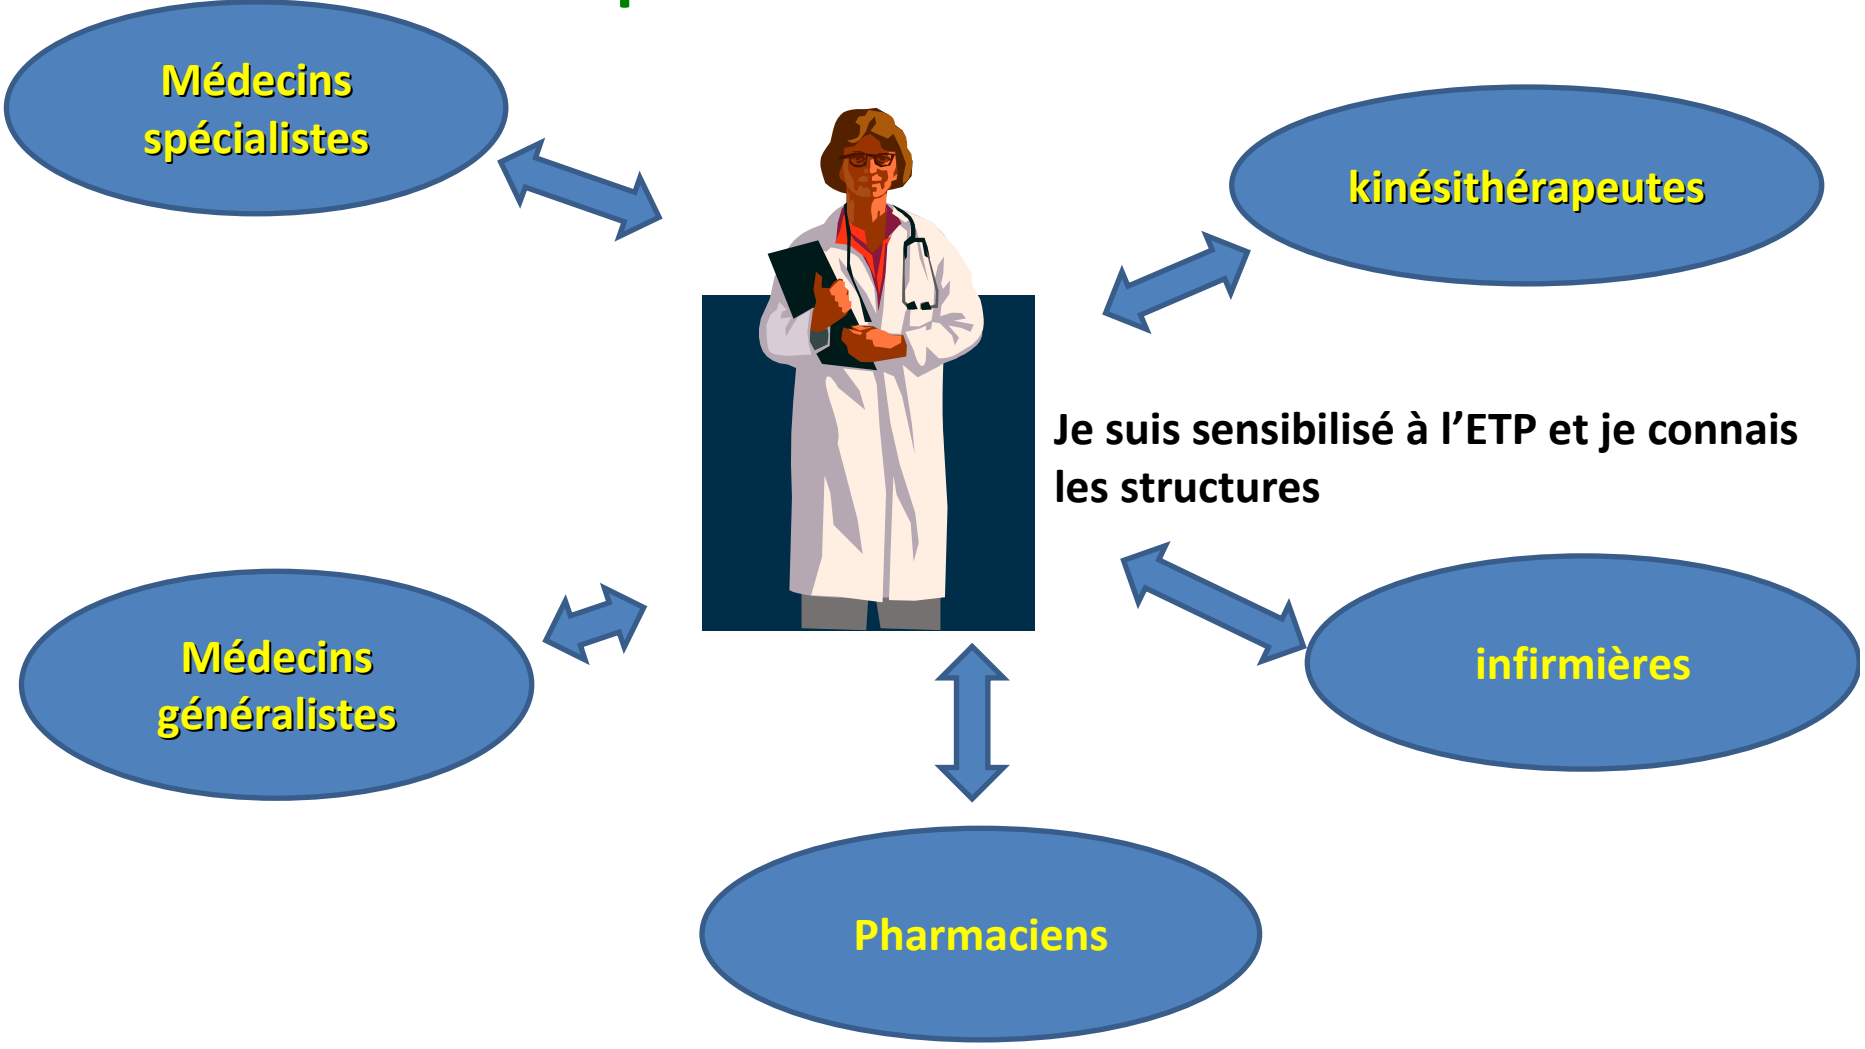 Médecins
spécialistes
kinésithérapeutes
Je suis sensibilisé à l’ETP et je connais
les structures
Médecins
généralistes
infirmières
Pharmaciens